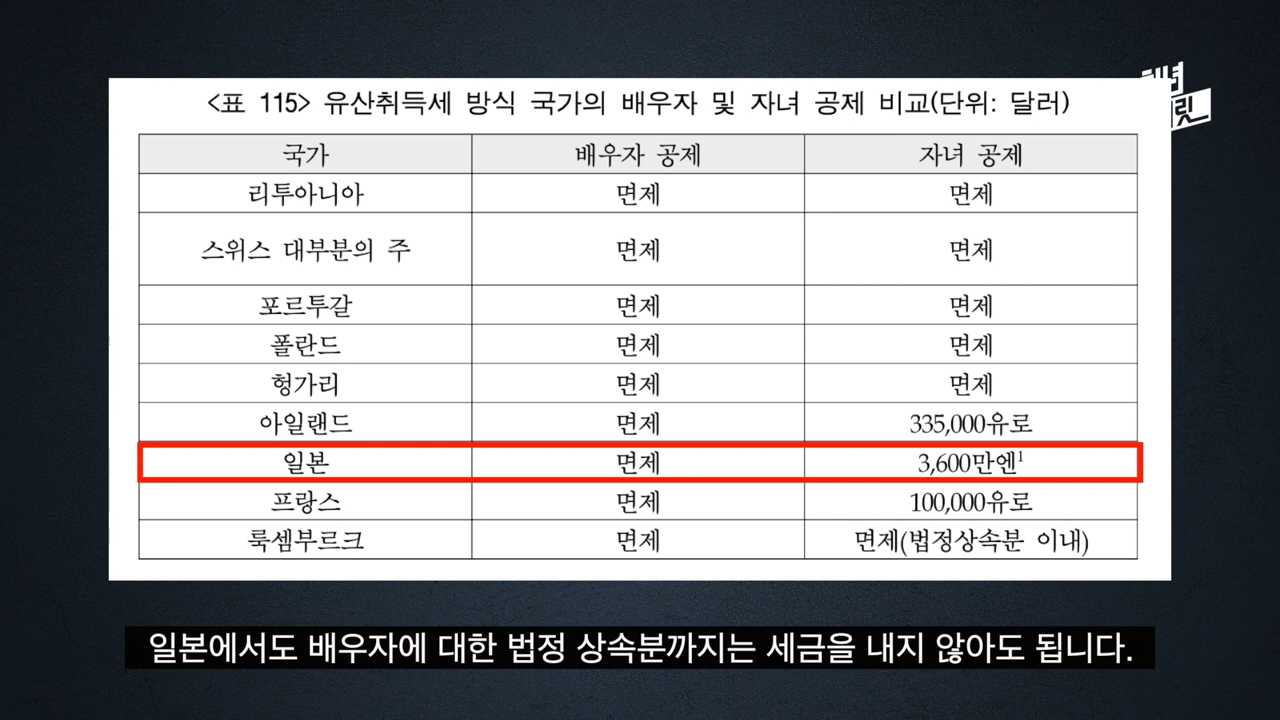 <표 115> 유산취득세 방식 국가의 배우자 및 자녀 공제 비교(단위: 달러)
국가 배우자 공제 자녀 공제
리투아니아 면제 면제
스위스 대부분의 주 면제 면제
포르투갈 면제 면제
폴란드 면제 면제
헝가리 면제 면제
아일랜드 면제 335,000유로
일본 면제 3,600만엔¹
프랑스 면제 100,000유로
룩셈부르크 면제 면제(법정상속분 이내)
일본에서도 배우자에 대한 법정 상속분까지는 세금을 내지 않아도 됩니다.